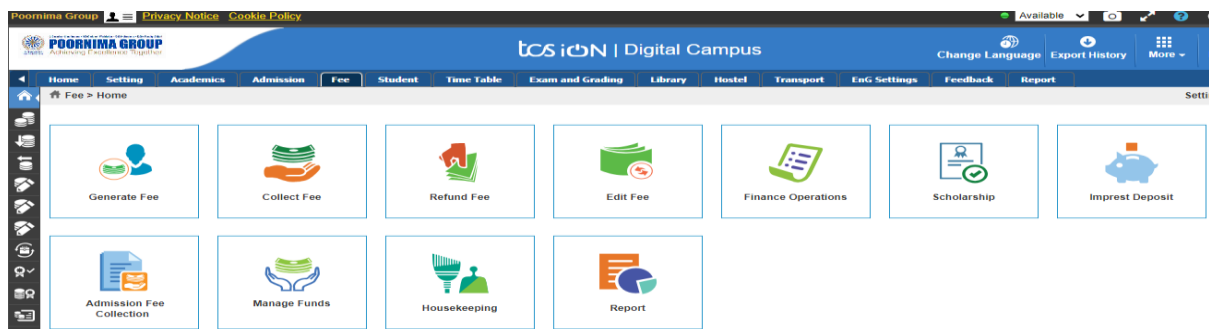 Poornima Group Privacy Notice Cookie Policy Available
POORNIMA GROUP
Achieving Excellence Together
tcs iON | Digital Campus
Change Language Export History More
Home Setting Academics Admission Fee Student Time Table Exam and Grading Library Hostel Transport EnG Settings Feedback Report
Fee > Home
Generate Fee Collect Fee Refund Fee Edit Fee Finance Operations Scholarship Imprest Deposit
Admission Fee
Collection
Manage Funds Housekeeping Report